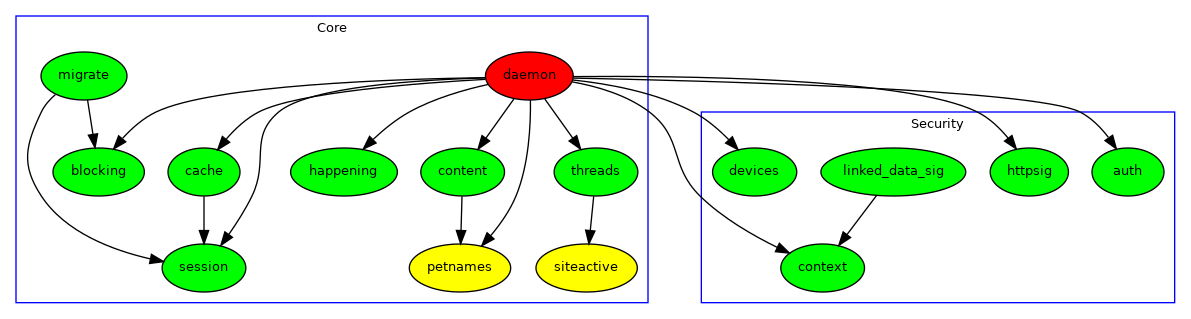 Core
migrate
daemon
Security
blocking
cache
happening
content
threads
devices
linked_data_sig
httpsig
auth
session
petnames
siteactive
context